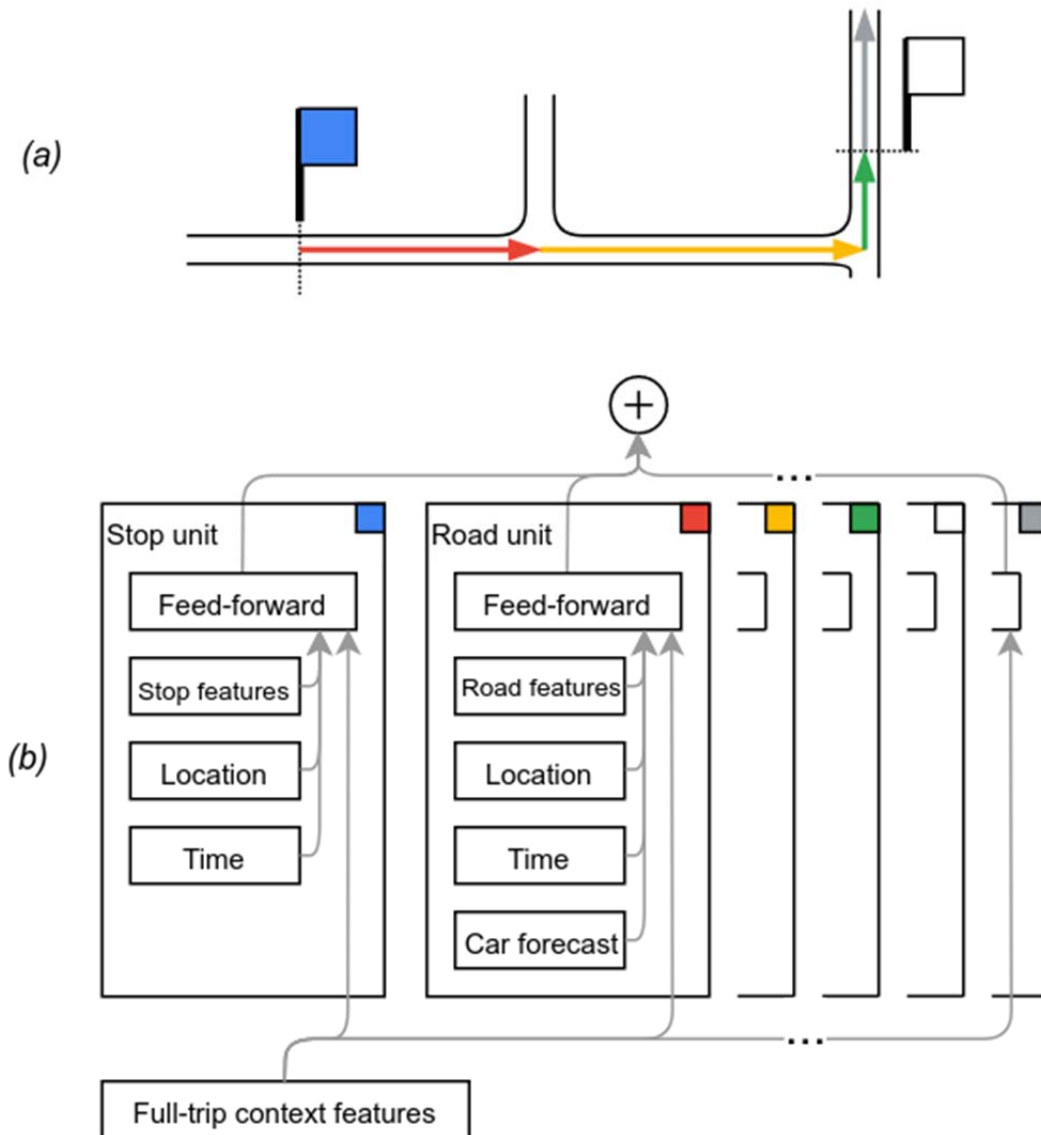 (a)
+
...
Stop unit
Road unit
Feed-forward
Feed-forward
Stop features
Road features
Location
Location
(b)
Time
Time
Car forecast
...
Full-trip context features